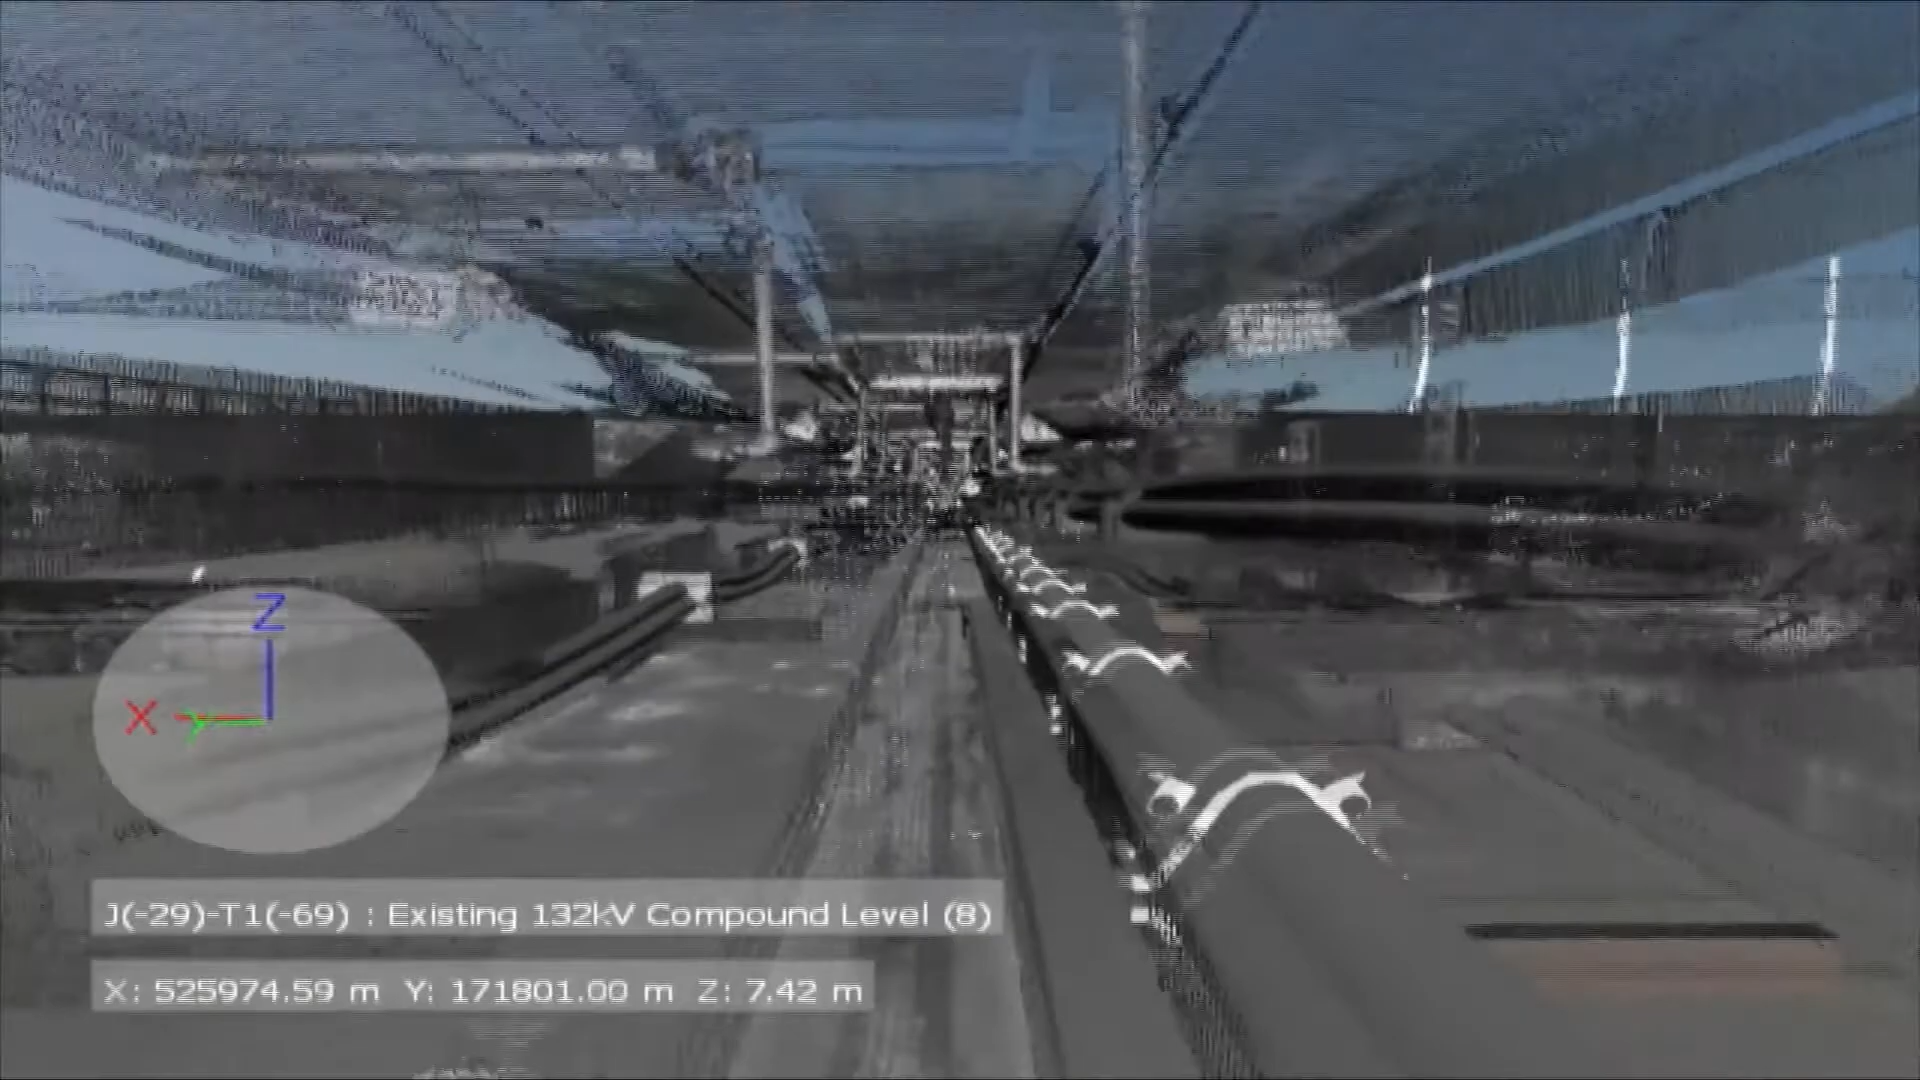 Z
X Y
J(-29)-T1(-69) : Existing 132kV Compound Level (8)
X: 525974.59 m Y: 171801.00 m Z: 7.42 m